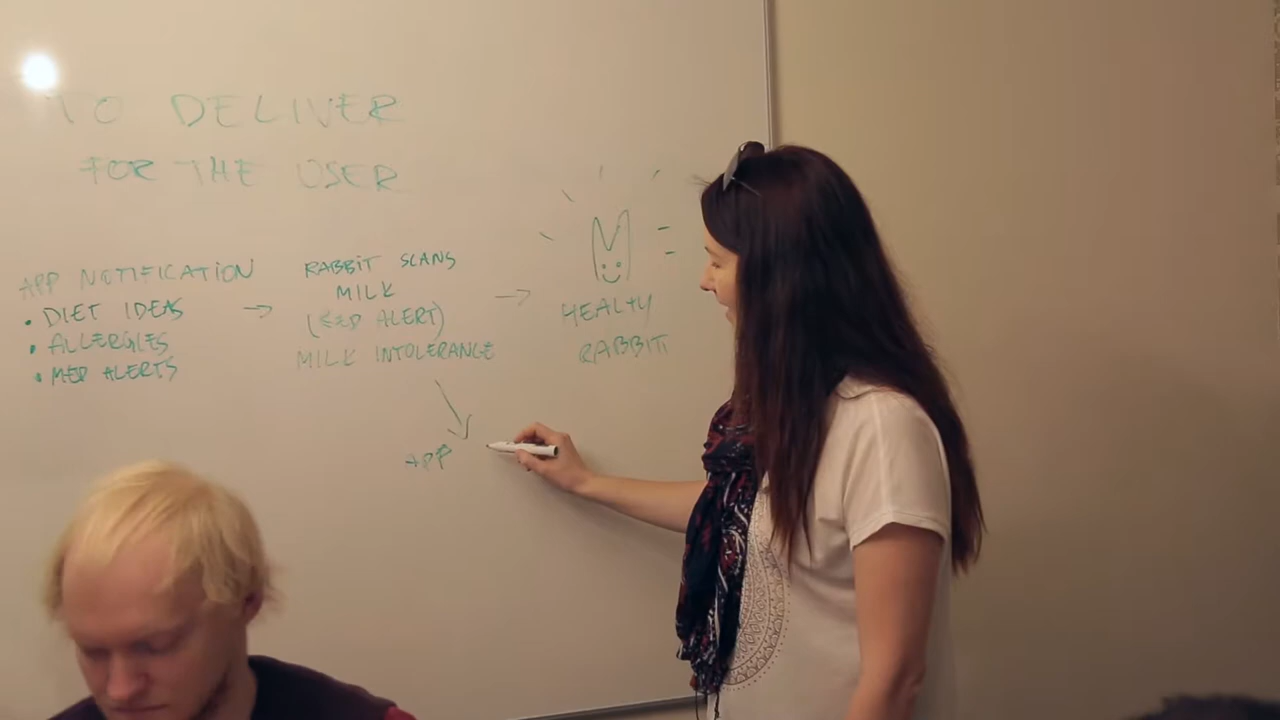 TO DELIVER
FOR THE USER
APP NOTIFICATION
• DIET IDEAS
• ALLERGIES
• MED ALERTS
→
RABBIT SCANS
MILK
(RED ALERT)
MILK INTOLERANCE
→
HEALTY
RABBIT
APP